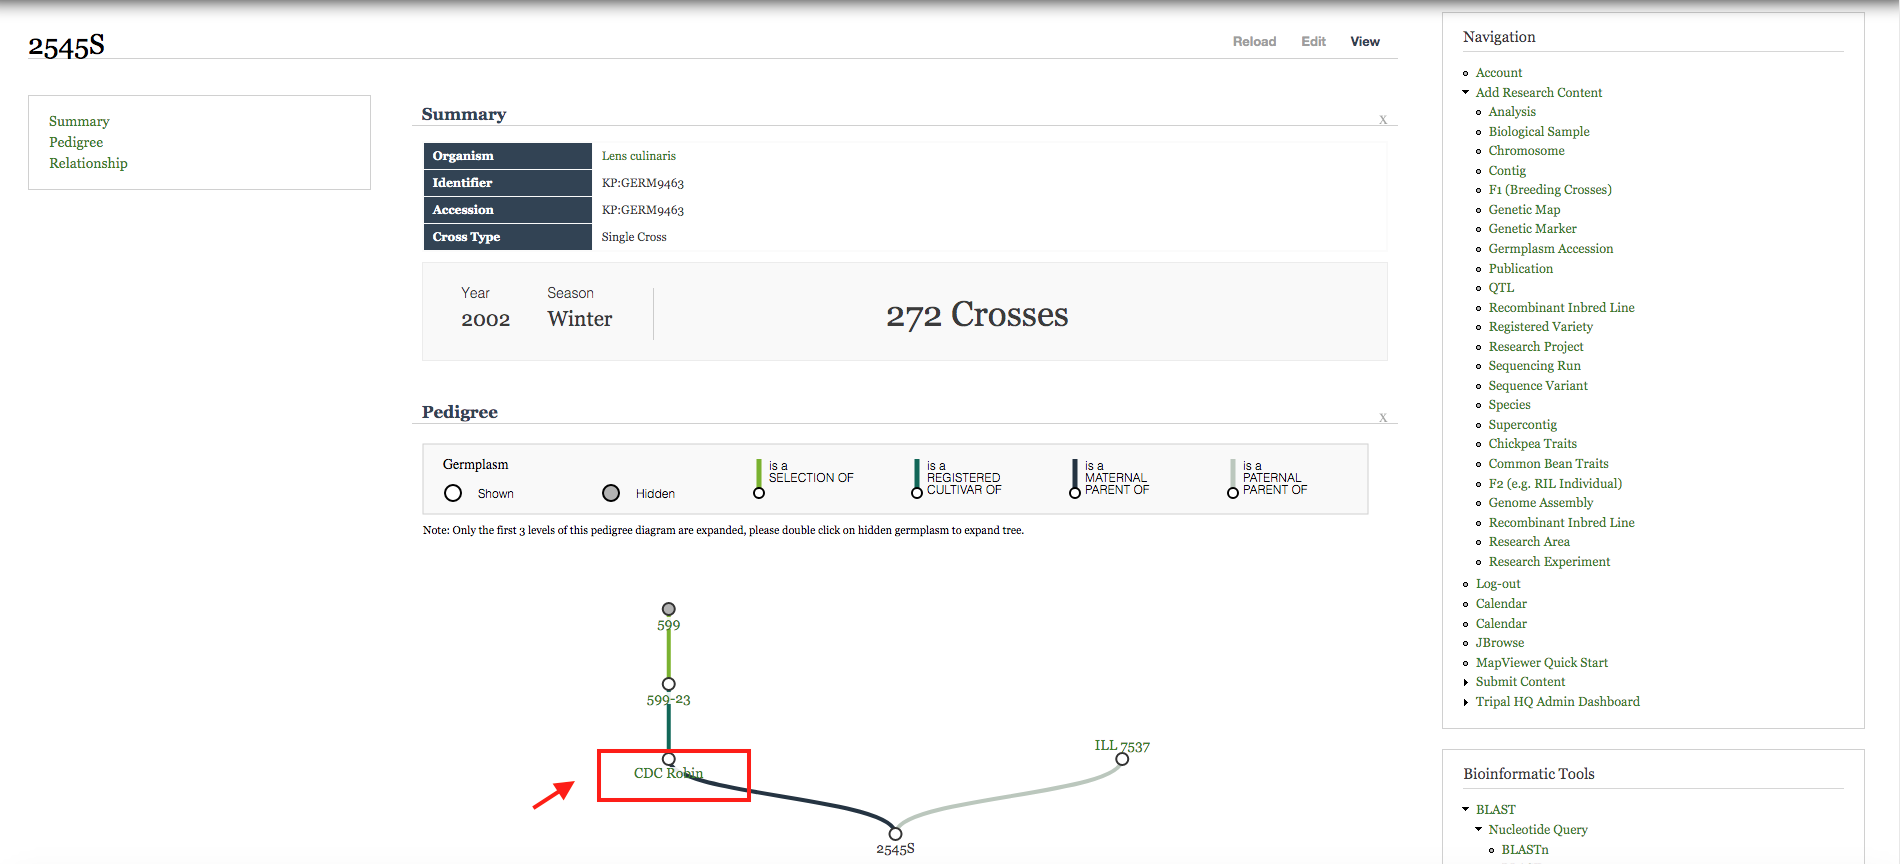 2545S
Reload Edit View
Summary
Pedigree
Relationship
Summary
X
Organism Lens culinaris
Identifier KP:GERM9463
Accession KP:GERM9463
Cross Type Single Cross
Year Season
2002 Winter
272 Crosses
Pedigree
X
Germplasm
Shown
Hidden
is a
SELECTION OF
is a
REGISTERED
CULTIVAR OF
is a
MATERNAL
PARENT OF
is a
PATERNAL
PARENT OF
Note: Only the first 3 levels of this pedigree diagram are expanded, please double click on hidden germplasm to expand tree.
599
599-23
ILL 7537
CDC Robin
2545S
Navigation
Account
Add Research Content
Analysis
Biological Sample
Chromosome
Contig
F1 (Breeding Crosses)
Genetic Map
Genetic Marker
Germplasm Accession
Publication
QTL
Recombinant Inbred Line
Registered Variety
Research Project
Sequencing Run
Sequence Variant
Species
Supercontig
Chickpea Traits
Common Bean Traits
F2 (e.g. RIL Individual)
Genome Assembly
Recombinant Inbred Line
Research Area
Research Experiment
Log-out
Calendar
Calendar
JBrowse
MapViewer Quick Start
Submit Content
Tripal HQ Admin Dashboard
Bioinformatic Tools
BLAST
Nucleotide Query
BLASTn